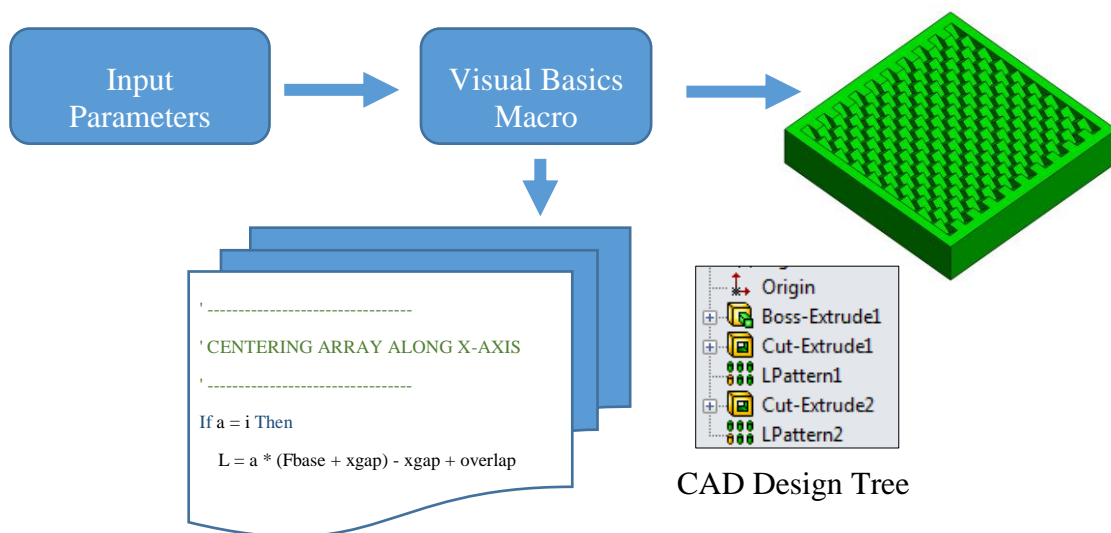 Input
Parameters
Visual Basics
Macro
' ---------------------------------
' CENTERING ARRAY ALONG X-AXIS
' ---------------------------------
If a = i Then
L = a * (Fbase + xgap) - xgap + overlap
Origin
Boss-Extrude1
Cut-Extrude1
LPattern1
Cut-Extrude2
LPattern2
CAD Design Tree